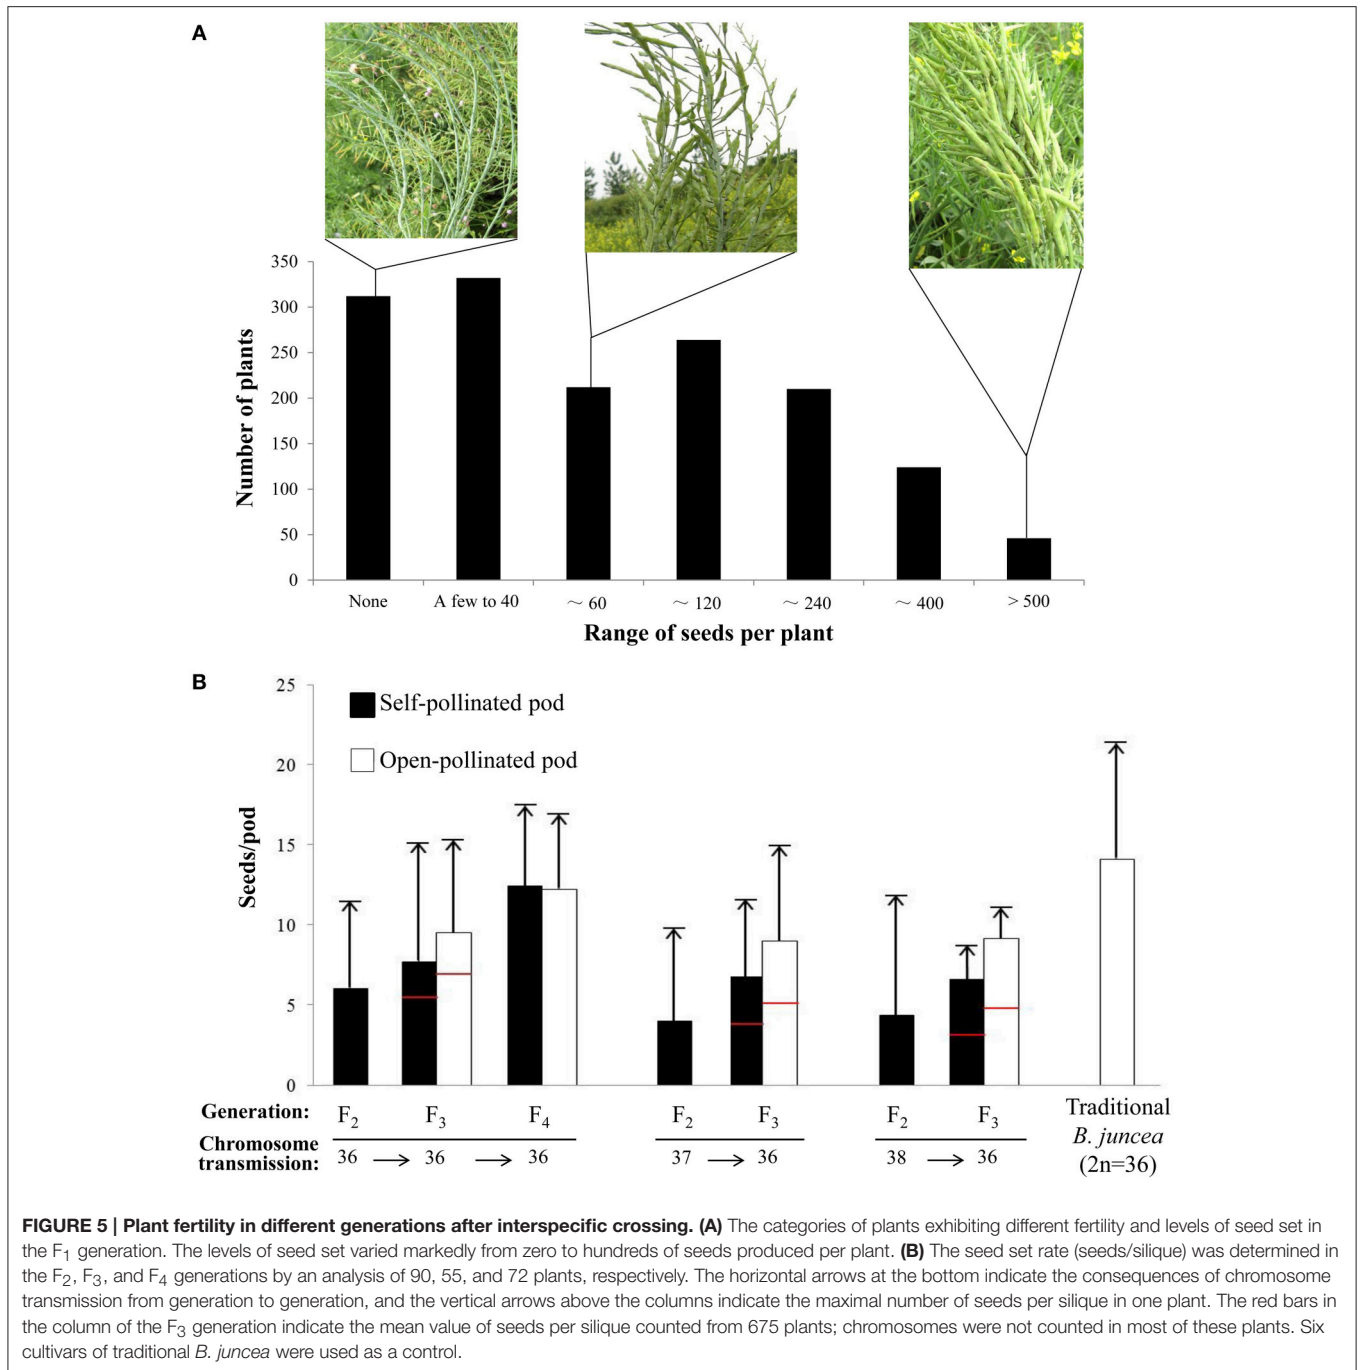 A
350
300
250
200
150
100
50
0
Number of plants
None A few to 40 ～ 60 ～ 120 ～ 240 ～ 400 > 500
Range of seeds per plant
B
25
20
15
10
5
0
Seeds/pod
Self-pollinated pod
Open-pollinated pod
Generation: F2 F3 F4 F2 F3 F2 F3
Chromosome
transmission: 36 → 36 → 36 37 → 36 38 → 36
Traditional
B. juncea
(2n=36)
FIGURE 5 | Plant fertility in different generations after interspecific crossing. (A) The categories of plants exhibiting different fertility and levels of seed set in
the F1 generation. The levels of seed set varied markedly from zero to hundreds of seeds produced per plant. (B) The seed set rate (seeds/silique) was determined in
the F2, F3, and F4 generations by an analysis of 90, 55, and 72 plants, respectively. The horizontal arrows at the bottom indicate the consequences of chromosome
transmission from generation to generation, and the vertical arrows above the columns indicate the maximal number of seeds per silique in one plant. The red bars in
the column of the F3 generation indicate the mean value of seeds per silique counted from 675 plants; chromosomes were not counted in most of these plants. Six
cultivars of traditional B. juncea were used as a control.